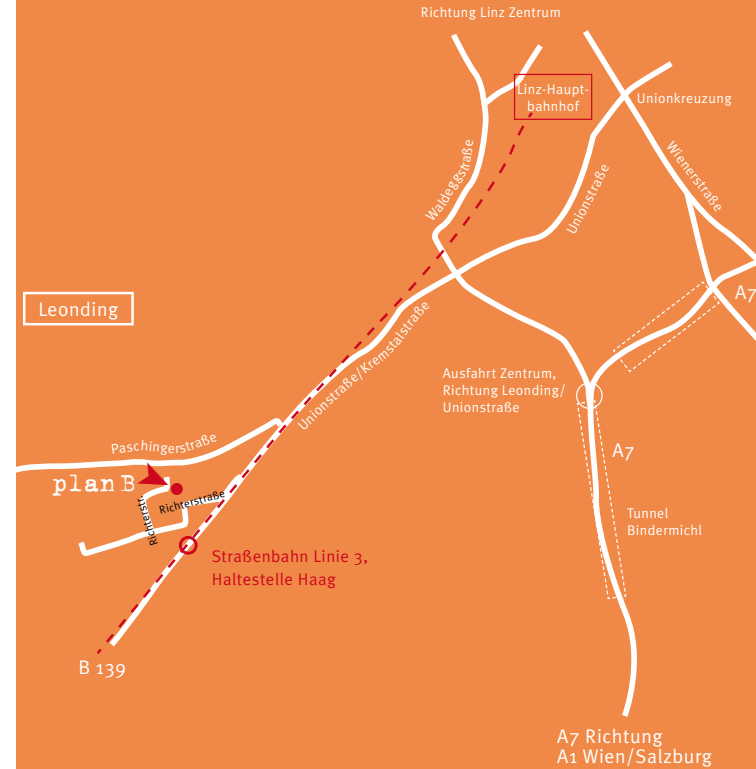 Richtung Linz Zentrum
Linz-Haupt-
bahnhof
Unionkreuzung
Waldeggstraße
Wienerstraße
Unionstraße
A7
Leonding
Unionstraße/Kremstalstraße
Ausfahrt Zentrum,
Richtung Leonding/
Unionstraße
A7
Paschingerstraße
plan B
Richterstraße
Richterstr.
Tunnel
Bindermichl
Straßenbahn Linie 3,
Haltestelle Haag
B 139
A7 Richtung
A1 Wien/Salzburg